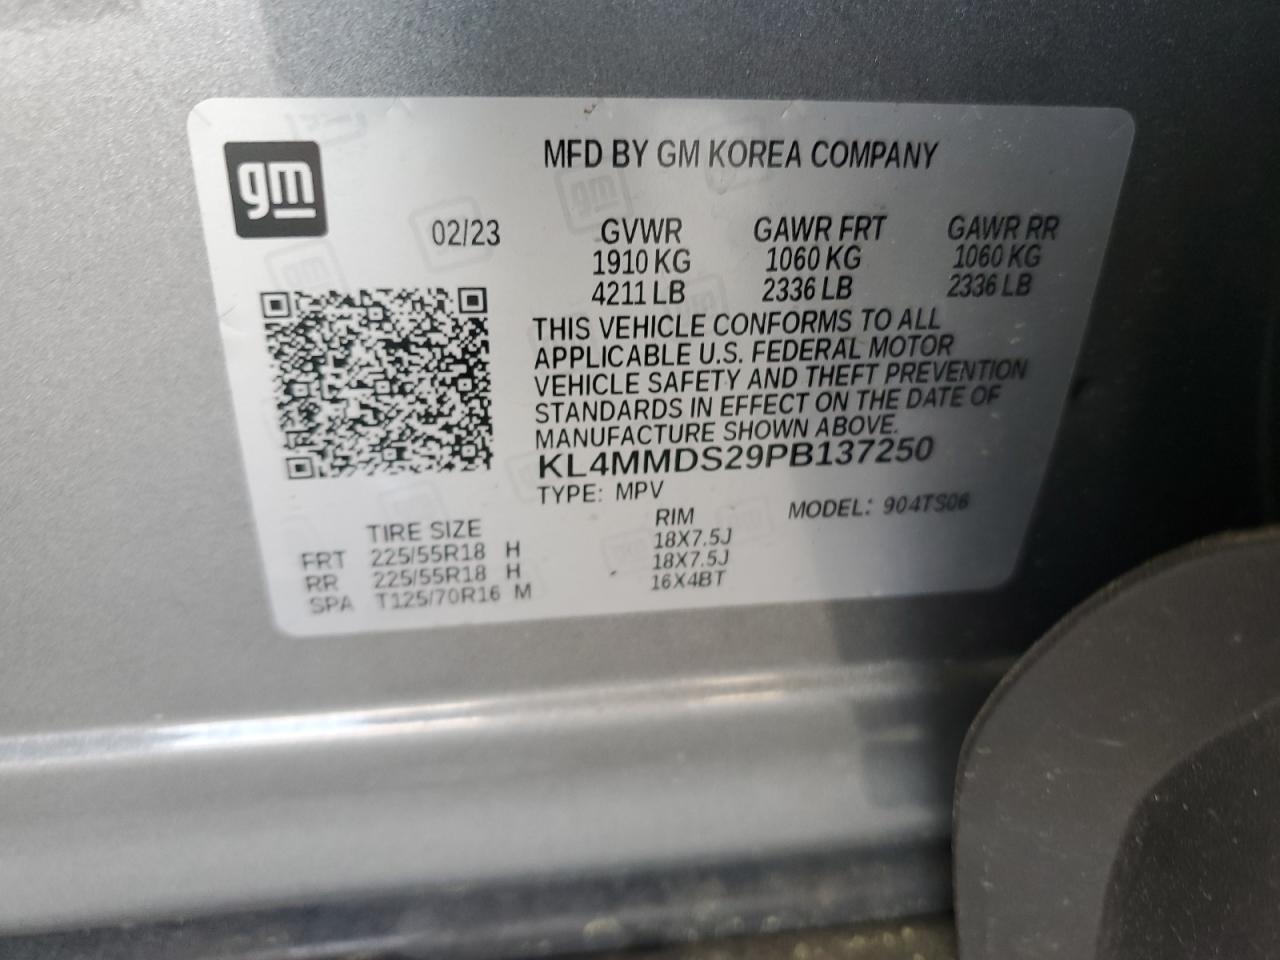 gm
MFD BY GM KOREA COMPANY
02/23 GVWR GAWR FRT GAWR RR
1910 KG 1060 KG 1060 KG
4211 LB 2336 LB 2336 LB
THIS VEHICLE CONFORMS TO ALL
APPLICABLE U.S. FEDERAL MOTOR
VEHICLE SAFETY AND THEFT PREVENTION
STANDARDS IN EFFECT ON THE DATE OF
MANUFACTURE SHOWN ABOVE.
KL4MMDS29PB137250
TYPE: MPV MODEL: 904TS06
TIRE SIZE RIM
FRT 225/55R18 H 18X7.5J
RR 225/55R18 H 18X7.5J
SPA T125/70R16 M 16X4BT